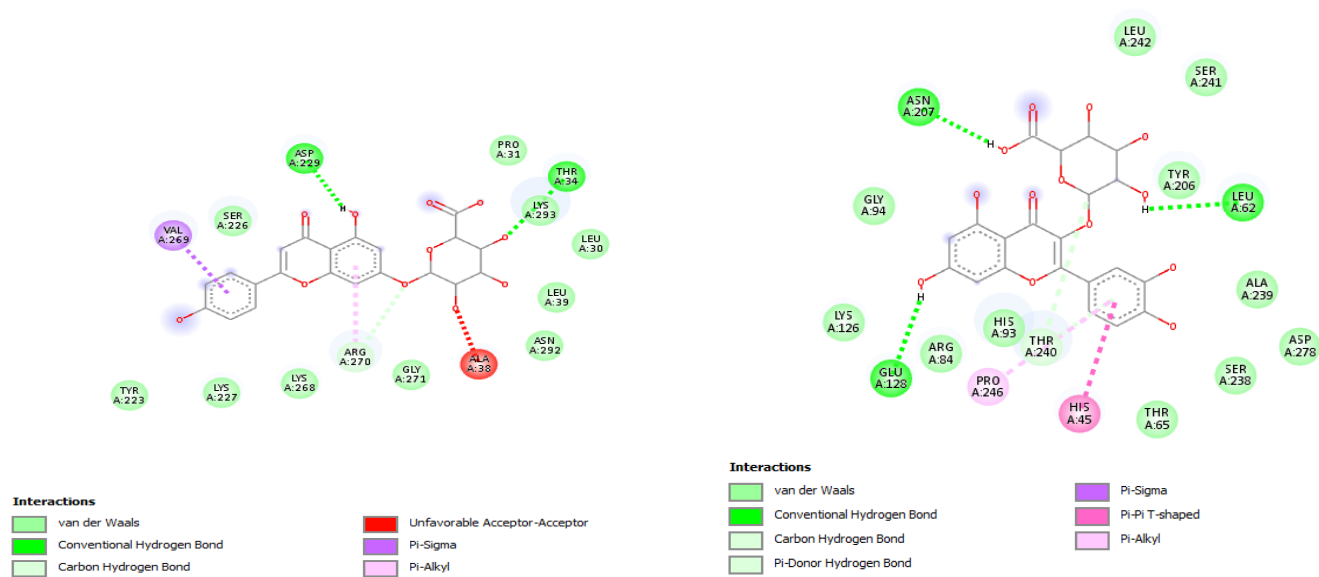 ASP
A:229
PRO
A:31
THR
A:34
LYS
A:293
SER
A:226
VAL
A:269
LEU
A:30
LEU
A:39
ASN
A:292
ARG
A:270
GLY
A:271
ALA
A:38
LYS
A:268
LYS
A:227
TYR
A:223
H
O
O
O
O
O
O
O
O
O
O
O
Interactions
van der Waals
Conventional Hydrogen Bond
Carbon Hydrogen Bond
Unfavorable Acceptor-Acceptor
Pi-Sigma
Pi-Alkyl
LEU
A:242
SER
A:241
ASN
A:207
TYR
A:206
LEU
A:62
GLY
A:94
ALA
A:239
LYS
A:126
HIS
A:93
THR
A:240
ARG
A:84
ASP
A:278
GLU
A:128
PRO
A:246
SER
A:238
HIS
A:45
THR
A:65
O
O
O
H
O
O
O
H
O
O
O
O
O
O
H
O
O
Interactions
van der Waals
Conventional Hydrogen Bond
Carbon Hydrogen Bond
Pi-Donor Hydrogen Bond
Pi-Sigma
Pi-Pi T-shaped
Pi-Alkyl